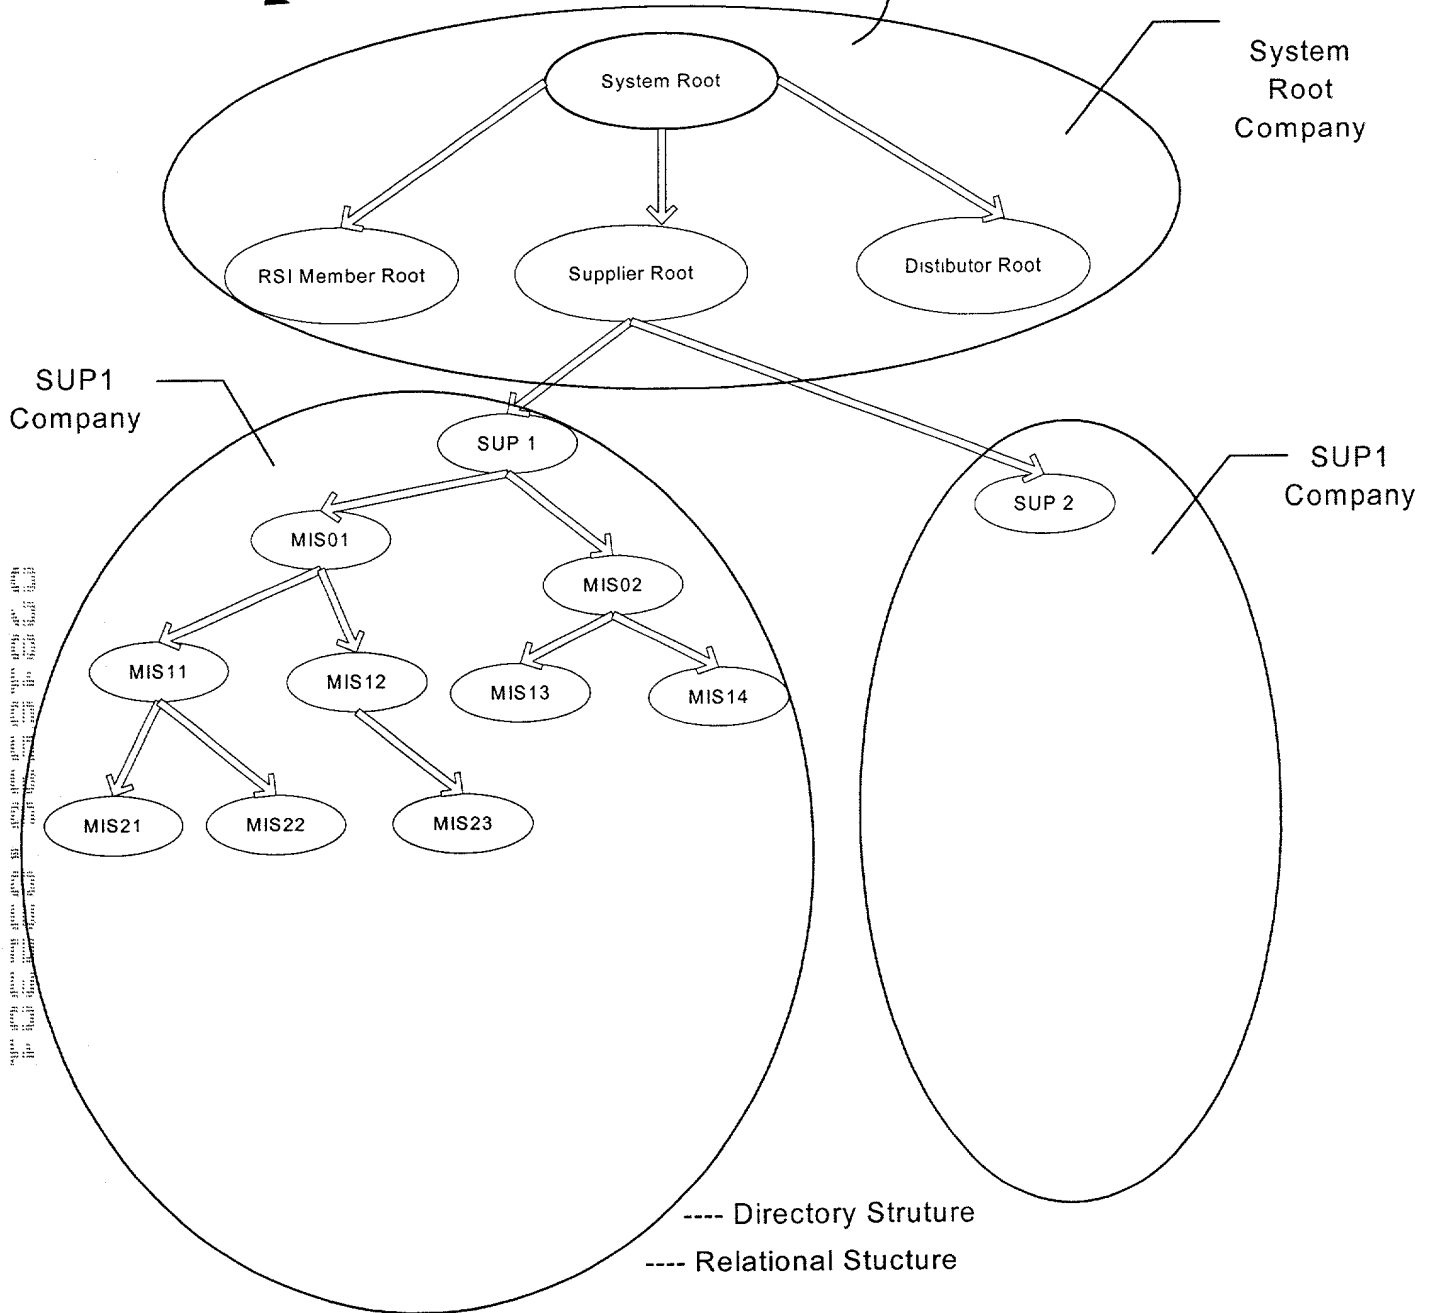 System Root
System
Root
Company
RSI Member Root
Supplier Root
Distibutor Root
SUP1
Company
SUP 1
SUP1
Company
SUP 2
MIS01
MIS02
MIS11
MIS12
MIS13
MIS14
MIS21
MIS22
MIS23
---- Directory Struture
---- Relational Stucture